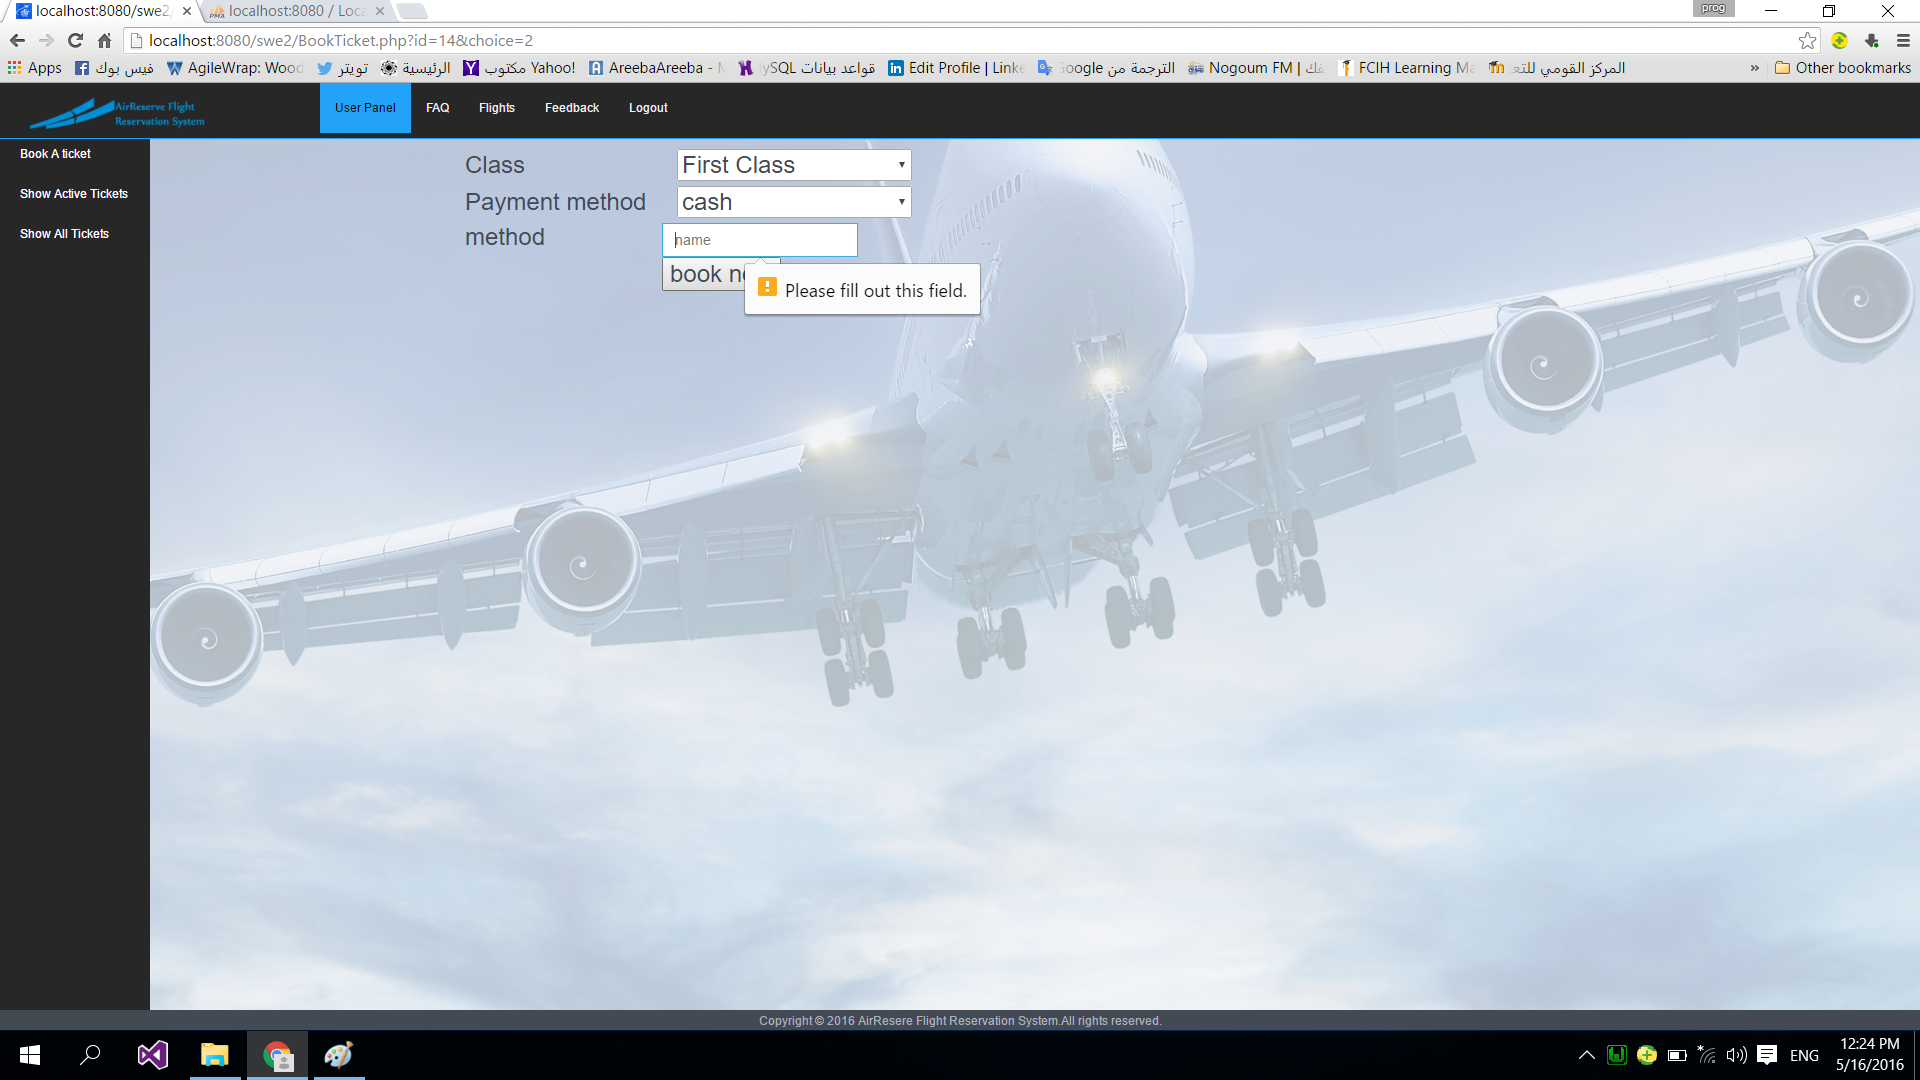 prog
localhost:8080/swe2
localhost:8080 / Loca
localhost:8080/swe2/BookTicket.php?id=14&choice=2
Apps
فيس بوك
AgileWrap: Wood
تويتر
الرئيسية
Yahoo! مكتوب
AreebaAreeba -
قواعد بيانات
Edit Profile | Linke
الترجمة من Google
Nogoum FM |
FCIH Learning Ma
المركز القومي للتعا
»
Other bookmarks
AirReserve Flight
Reservation System
User Panel
FAQ
Flights
Feedback
Logout
Book A ticket
Show Active Tickets
Show All Tickets
Class
First Class
Payment method
cash
method
name
book no
Please fill out this field.
Copyright © 2016 AirResere Flight Reservation System.All rights reserved.
ENG
12:24 PM
5/16/2016